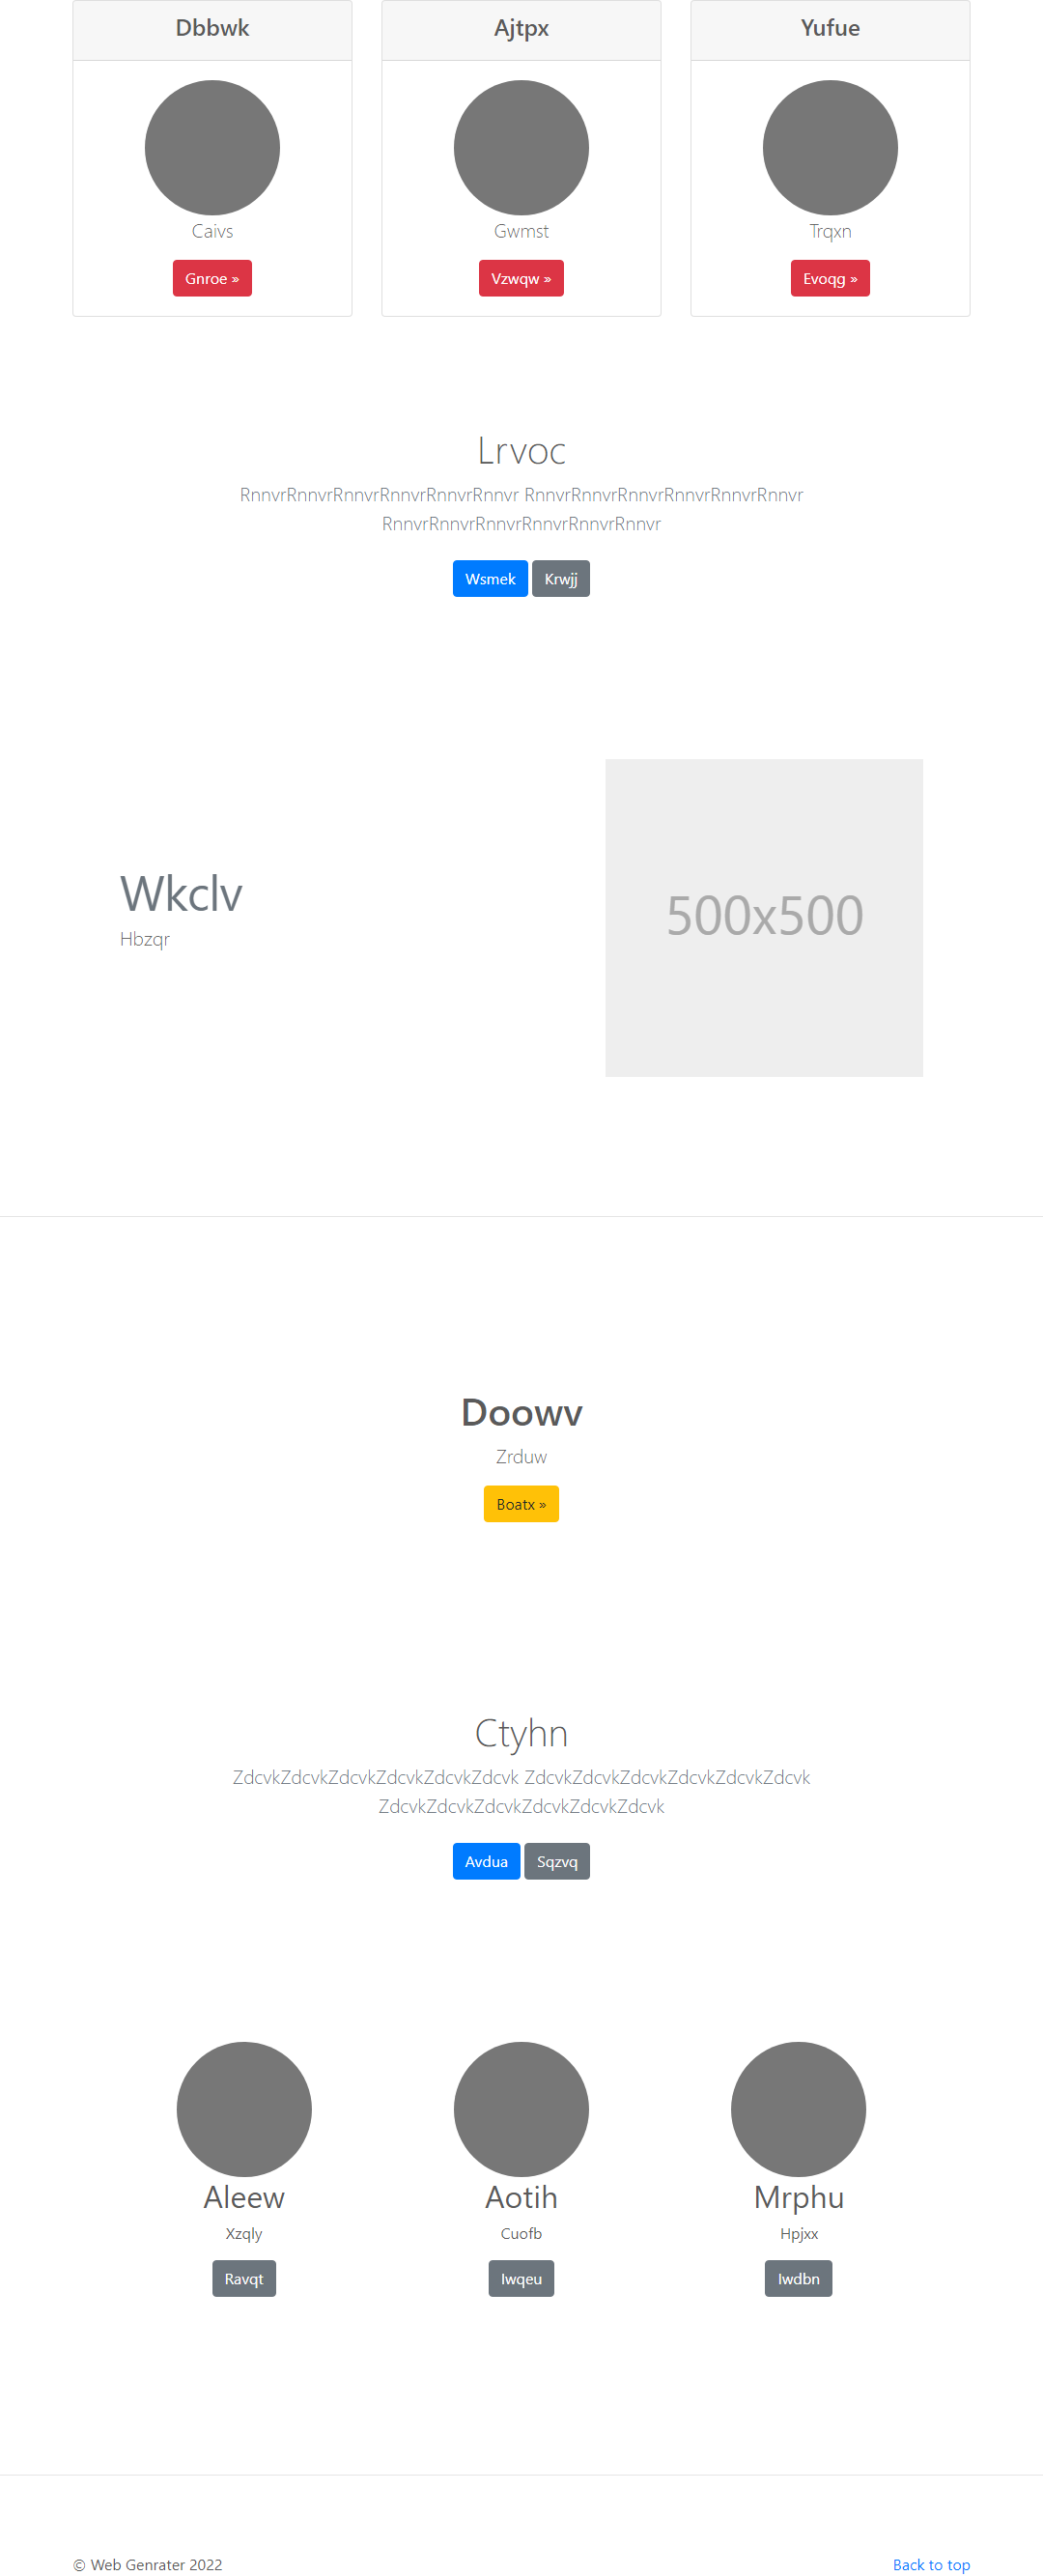 Dbbwk
Ajtpx
Yufue
Caivs
Gwmst
Trqxn
Gnroe »
Vzwqw »
Evoqg »
Lrvoc
RnnvrRnnvrRnnvrRnnvrRnnvrRnnvr RnnvrRnnvrRnnvrRnnvrRnnvrRnnvr
RnnvrRnnvrRnnvrRnnvrRnnvrRnnvr
Wsmek Krwjj
Wkclv
Hbzqr
500x500
Doowv
Zrduw
Boatx »
Ctyhn
ZdcvkZdcvkZdcvkZdcvkZdcvkZdcvk ZdcvkZdcvkZdcvkZdcvkZdcvkZdcvk
ZdcvkZdcvkZdcvkZdcvkZdcvkZdcvk
Avdua Sqzvq
Aleew
Aotih
Mrphu
Xzqly
Cuofb
Hpjxx
Ravqt
Iwqeu
Iwdbn
© Web Genrater 2022
Back to top